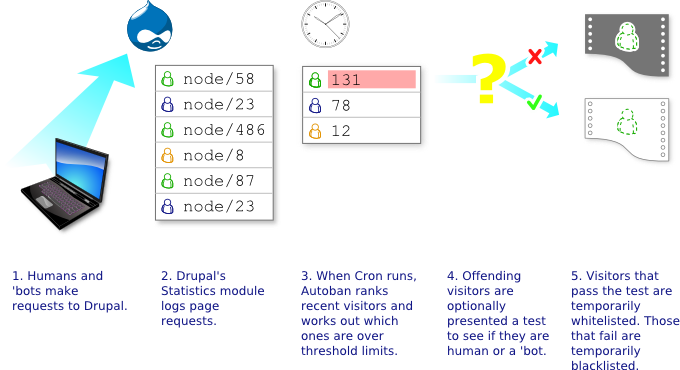 node/58
node/23
node/486
node/8
node/87
node/23
131
78
12
?
1. Humans and
'bots make
requests to Drupal.
2. Drupal's
Statistics module
logs page
requests.
3. When Cron runs,
Autoban ranks
recent visitors and
works out which
ones are over
threshold limits.
4. Offending
visitors are
optionally
presented a test
to see if they are
human or a 'bot.
5. Visitors that
pass the test are
temporarily
whitelisted. Those
that fail are
temporarily
blacklisted.